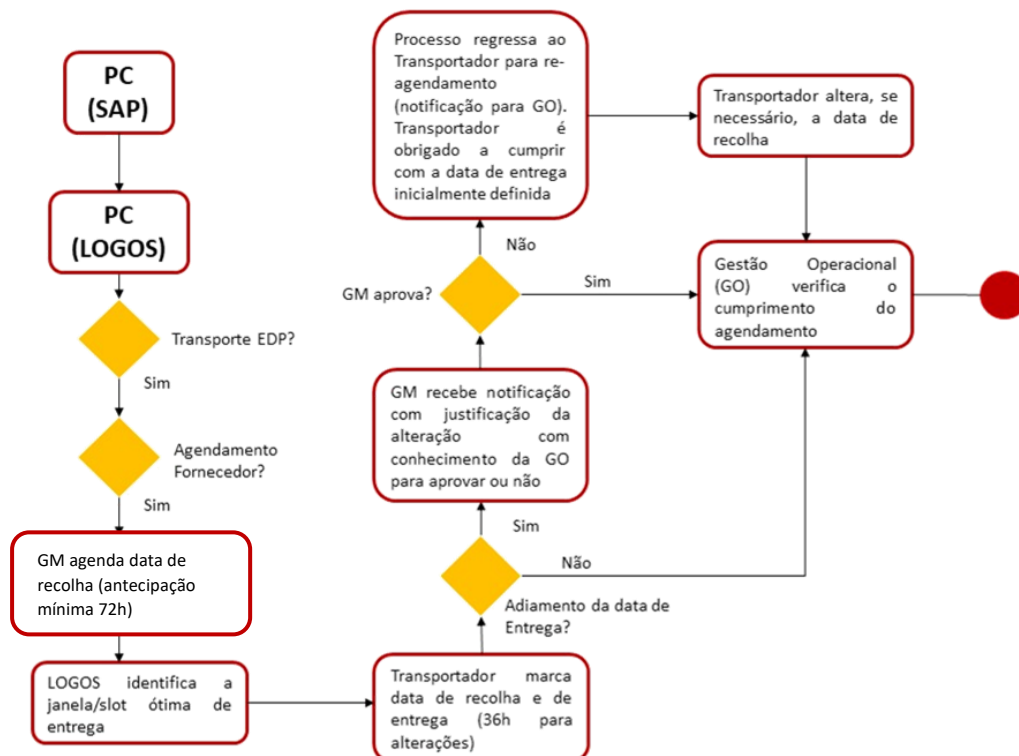 PC
(SAP)
PC
(LOGOS)
Transporte EDP?
Sim
Agendamento
Fornecedor?
Sim
GM agenda data de
recolha (antecipação
mínima 72h)
LOGOS identifica a
janela/slot ótima de
entrega
Transportador marca
data de recolha e de
entrega (36h para
alterações)
Adiamento da data de
Entrega?
Sim
Não
GM recebe notificação
com justificação da
alteração com
conhecimento da GO
para aprovar ou não
GM aprova?
Não
Sim
Processo regressa ao
Transportador para re-
agendamento
(notificação para GO).
Transportador é
obrigado a cumprir
com a data de entrega
inicialmente definida
Transportador altera, se
necessário, a data de
recolha
Gestão Operacional
(GO) verifica o
cumprimento do
agendamento